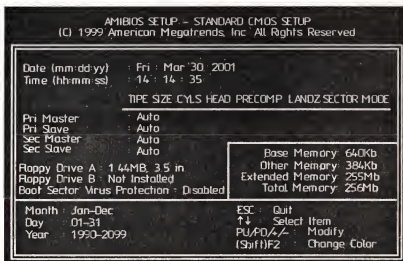 AMIBIOS SETUP - STANDARD CMOS SETUP
(C) 1999 American Megatrends, Inc All Rights Reserved
Date (mm:dd:yy) : Fri : Mar 30 2001
Time (hh:mm:ss) : 14 : 14 : 35
TIPE SIZE CYLS HEAD PRECOMP LANDZ SECTOR MODE
Pri Master : Auto
Pri Slave : Auto
Sec Master : Auto
Sec Slave : Auto
Floppy Drive A : 1 44MB, 3.5 in
Floppy Drive B : Not Installed
Boot Sector Virus Protection : Disabled
Base Memory: 640Kb
Other Memory: 384Kb
Extended Memory: 255Mb
Total Memory: 256Mb
Month : Jan-Dec
Day : 01-31
Year : 1990-2099
ESC : Quit
↑↓ : Select Item
PU/PD/+/- : Modify
(Shift)F2 : Change Color